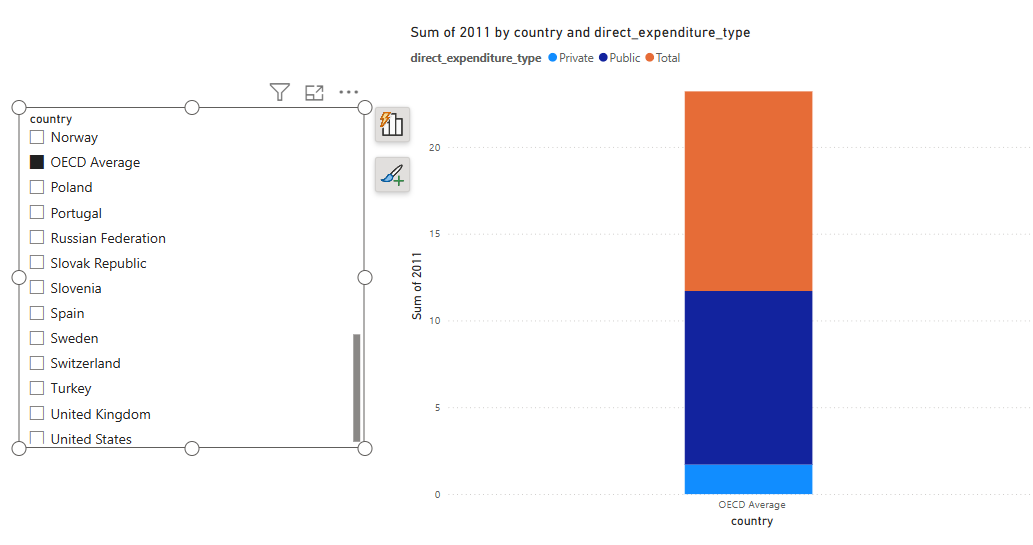 Sum of 2011 by country and direct_expenditure_type
direct_expenditure_type Private Public Total
country
Norway
OECD Average
Poland
Portugal
Russian Federation
Slovak Republic
Slovenia
Spain
Sweden
Switzerland
Turkey
United Kingdom
United States
Sum of 2011
20
15
10
5
0
OECD Average
country